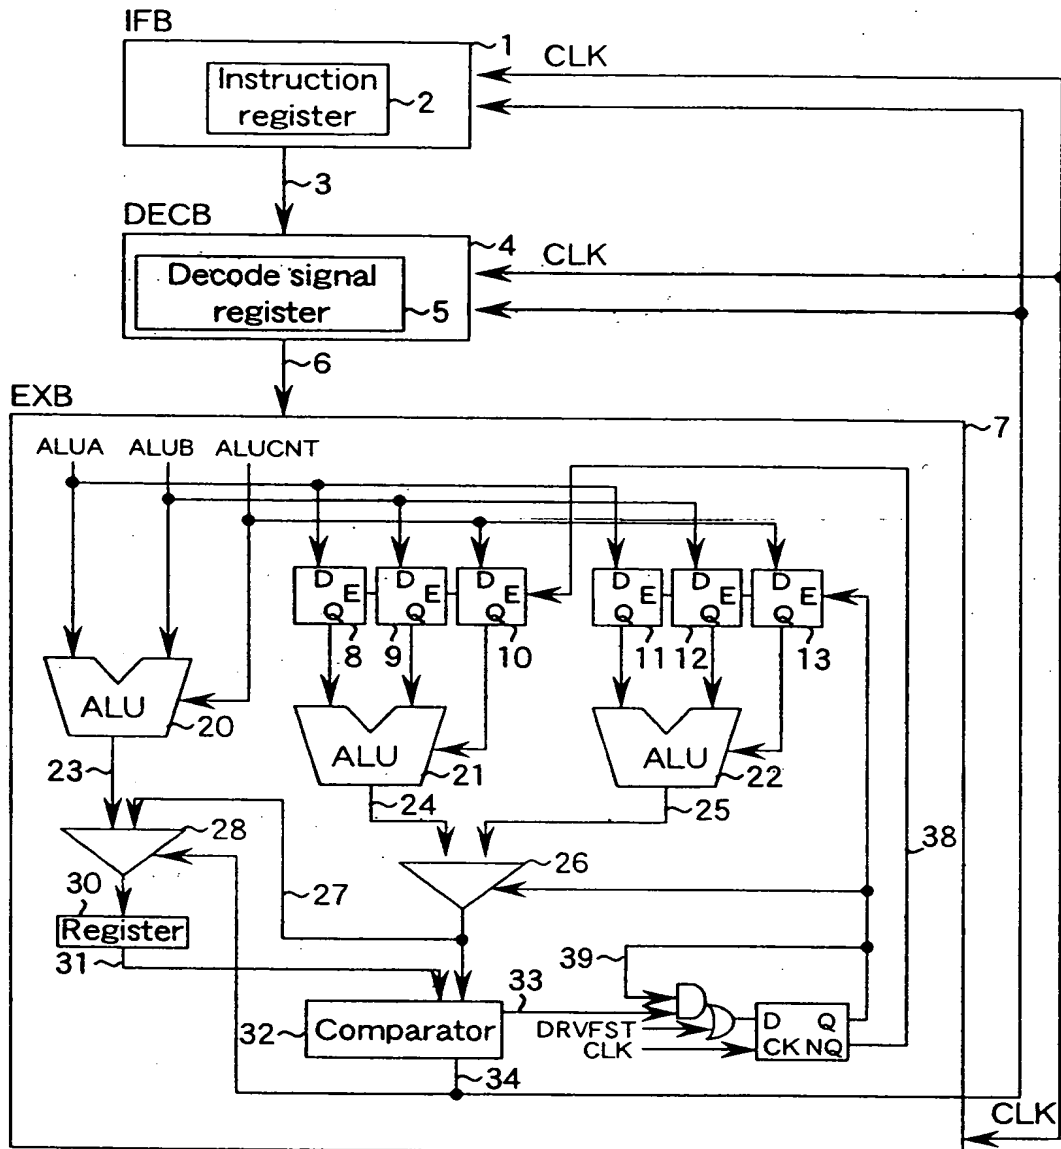 IFB
1
CLK
Instruction
register
2
3
DECB
4
CLK
Decode signal
register
5
6
EXB
7
ALUA ALUB ALUCNT
D E Q
D E Q
D E Q
D E Q
D E Q
D E Q
8 9 10 11 12 13
ALU
20
ALU
21
ALU
22
23
24
25
28
26
38
27
30
Register
31
39
33
32
Comparator
DRVFST
CLK
D Q
CK NQ
34
CLK